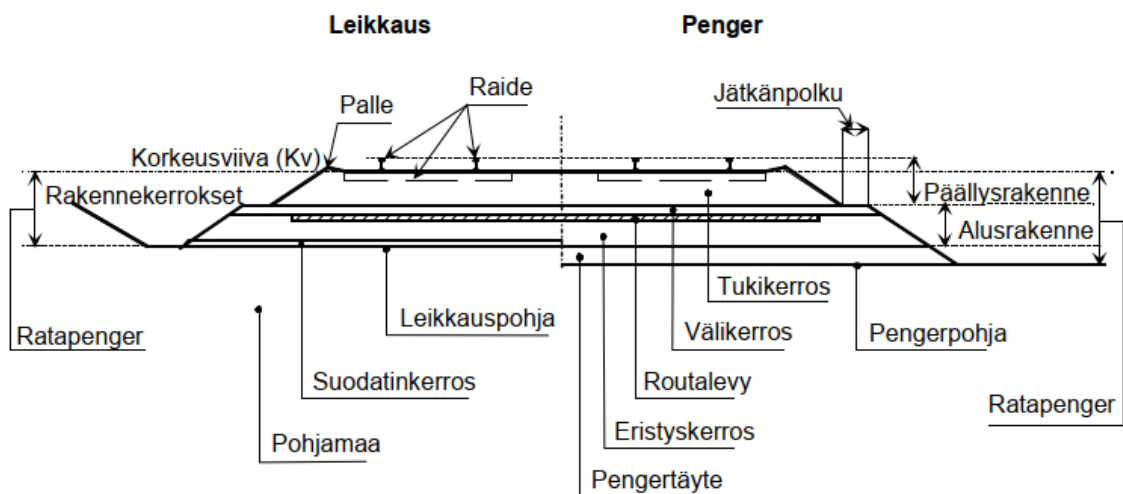 Leikkaus
Penger
Jätkänpolku
Raide
Palle
Korkeusviiva (Kv)
Rakennekerrokset
Päällysrakenne
Alusrakenne
Tukikerros
Leikkauspohja
Välikerros
Pengerpohja
Ratapenger
Suodatinkerros
Routalevy
Ratapenger
Eristyskerros
Pohjamaa
Pengertäyte